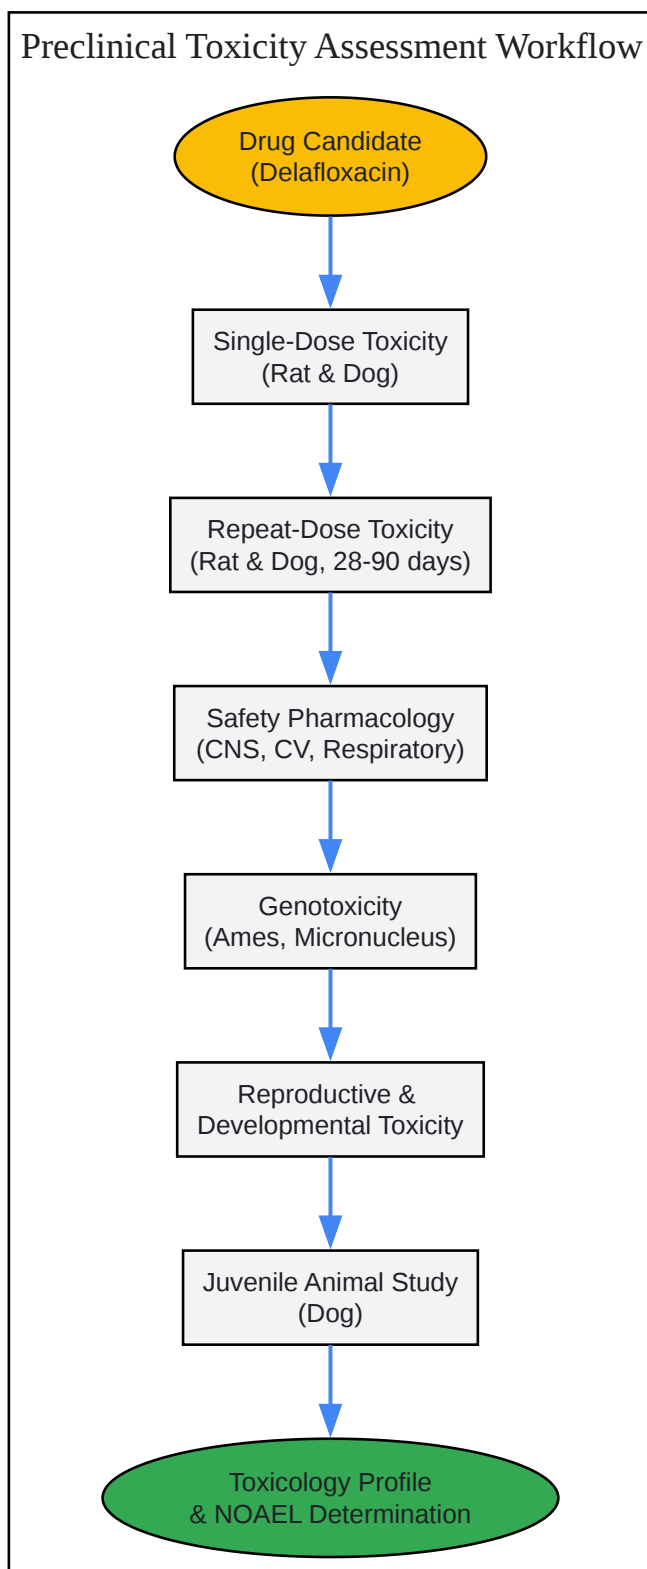 Preclinical Toxicity Assessment Workflow
Drug Candidate
(Delafloxacin)
Single-Dose Toxicity
(Rat & Dog)
Repeat-Dose Toxicity
(Rat & Dog, 28-90 days)
Safety Pharmacology
(CNS, CV, Respiratory)
Genotoxicity
(Ames, Micronucleus)
Reproductive &
Developmental Toxicity
Juvenile Animal Study
(Dog)
Toxicology Profile
& NOAEL Determination